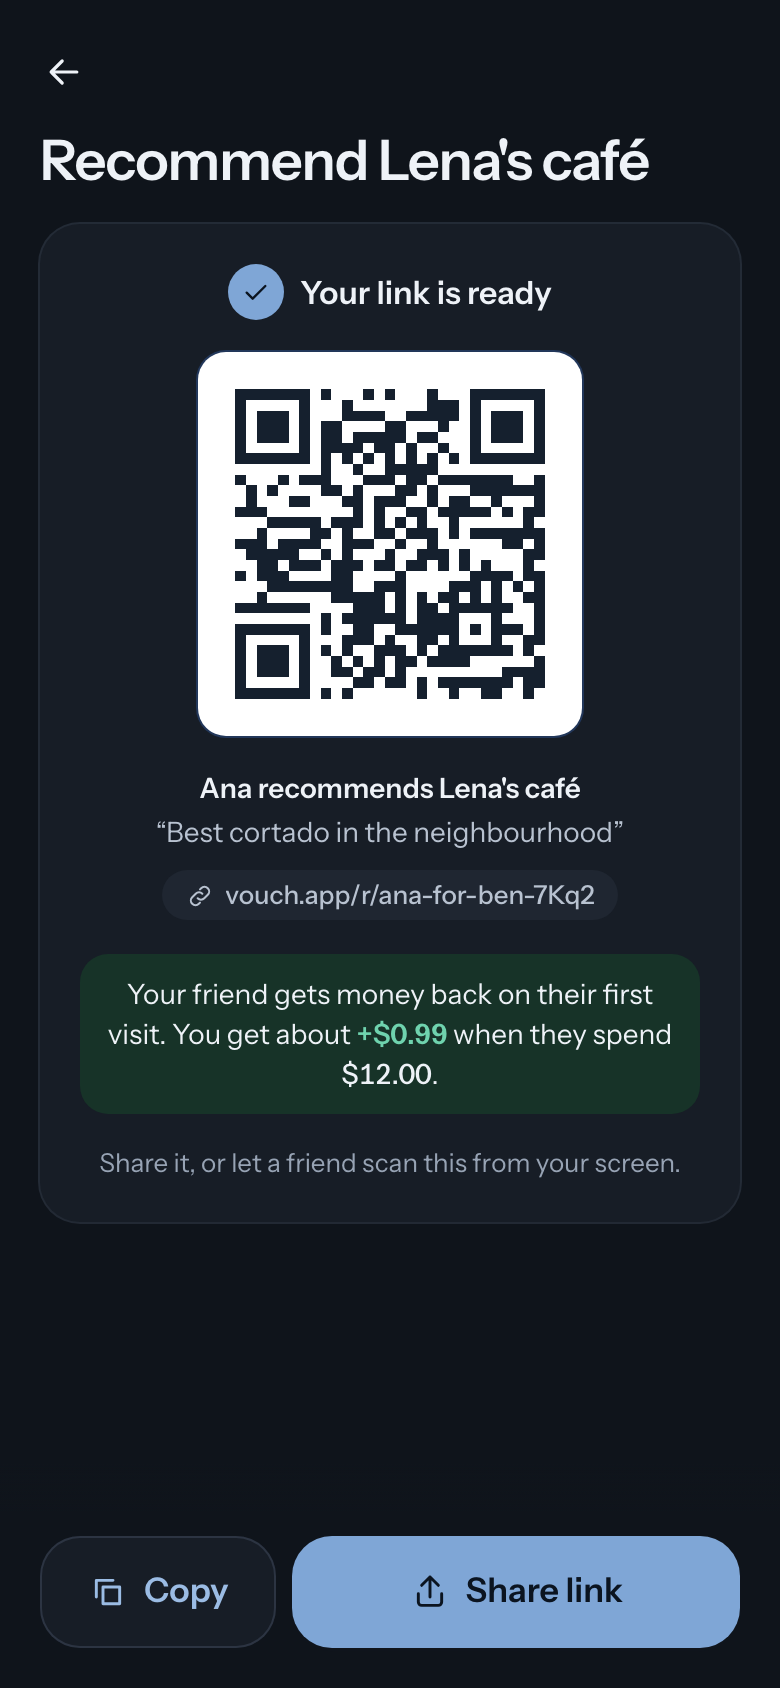 Recommend Lena's café
Your link is ready
Ana recommends Lena's café
“Best cortado in the neighbourhood”
vouch.app/r/ana-for-ben-7Kq2
Your friend gets money back on their first
visit. You get about +$0.99 when they spend
$12.00.
Share it, or let a friend scan this from your screen.
Copy
Share link